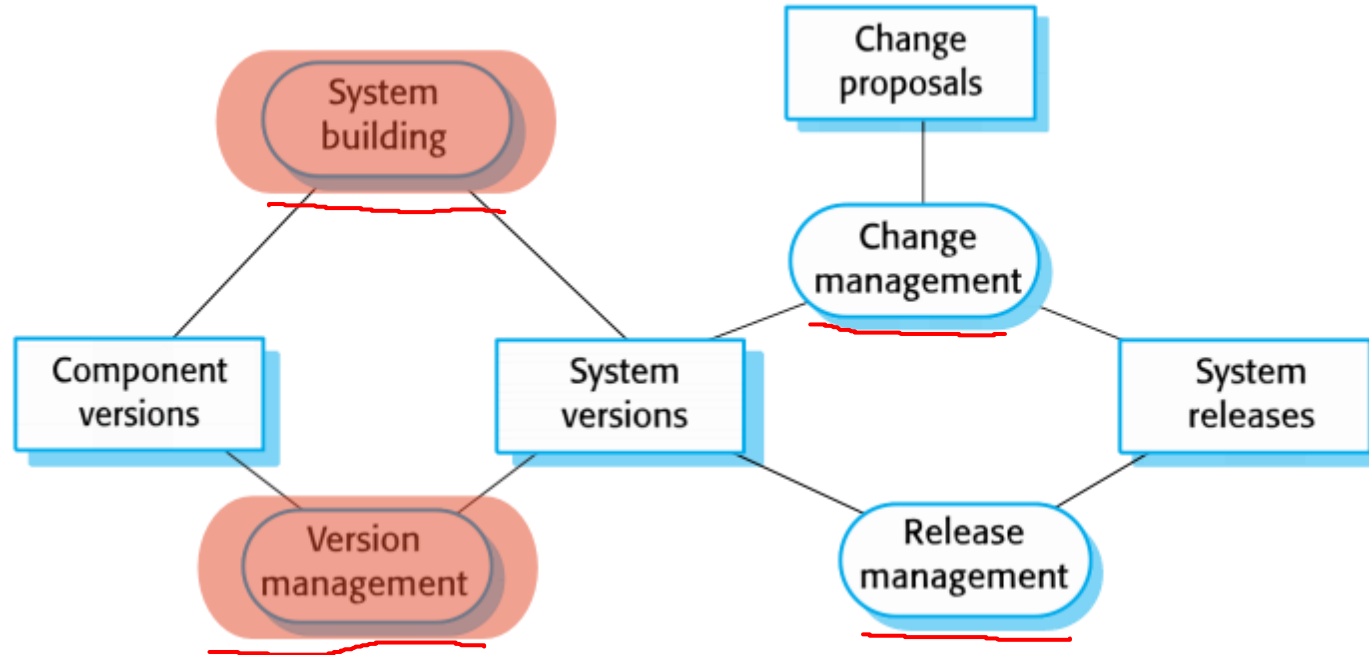 Change
proposals
System
building
Change
management
Component
versions
System
versions
System
releases
Version
management
Release
management